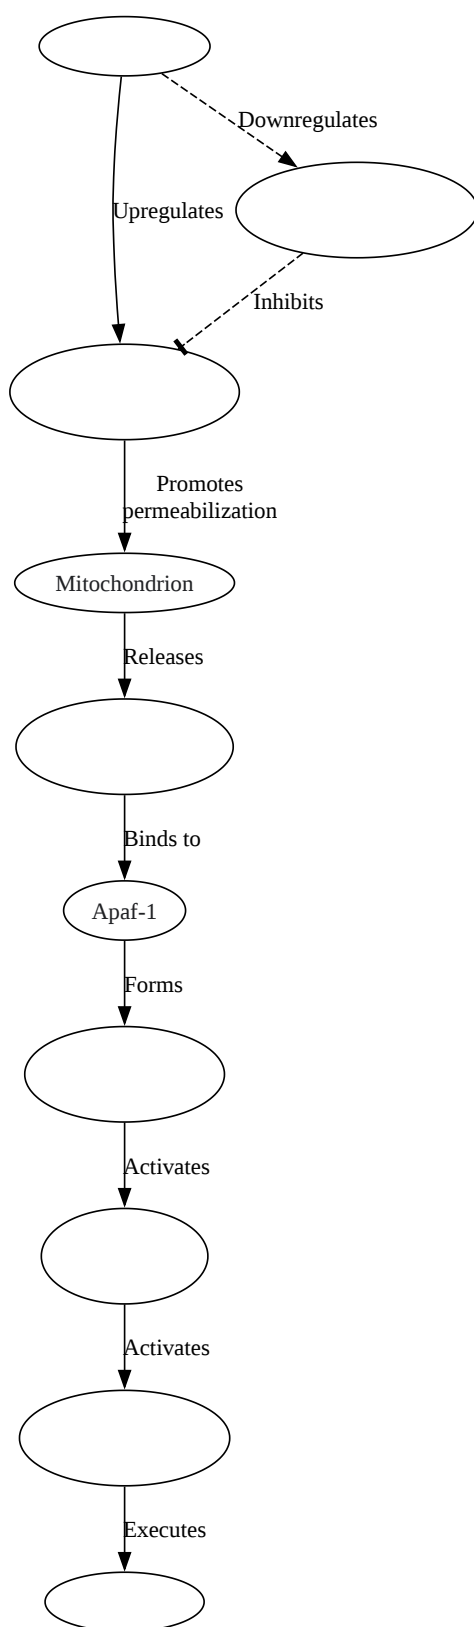 Downregulates
Upregulates
Inhibits
Promotes
permeabilization
Mitochondrion
Releases
Binds to
Apaf-1
Forms
Activates
Activates
Executes